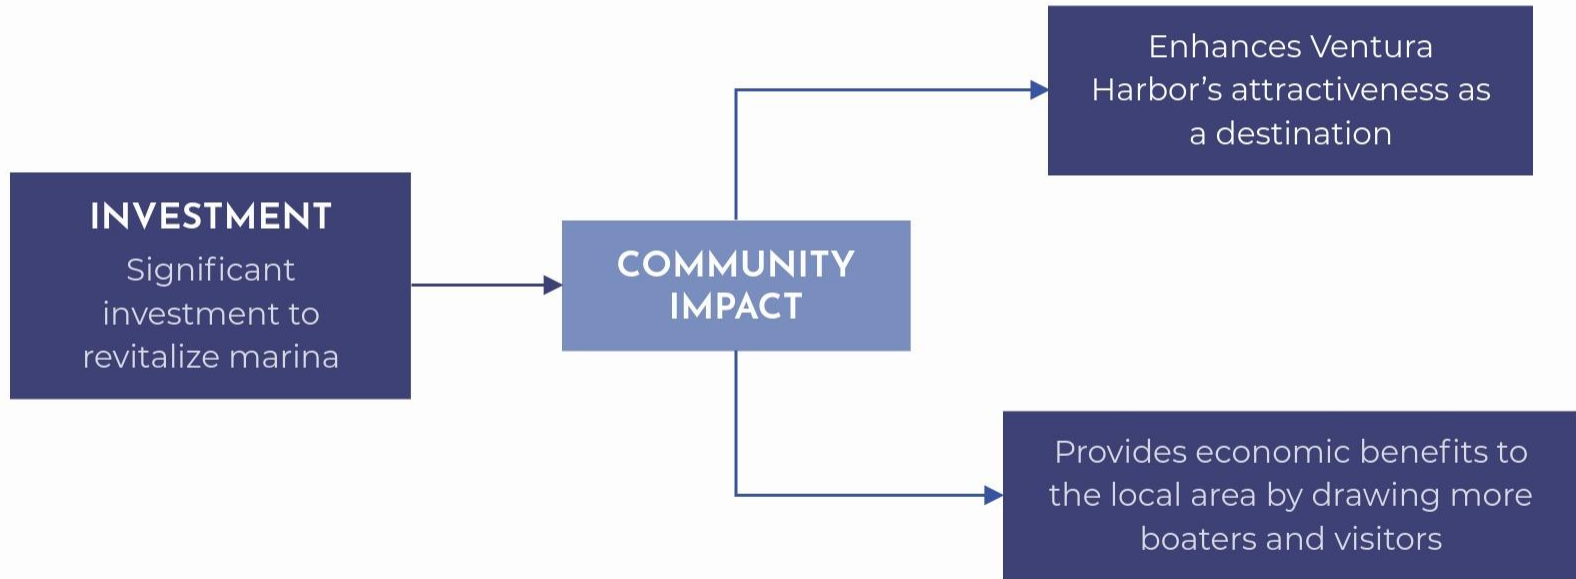 INVESTMENT
Significant
investment to
revitalize marina
COMMUNITY
IMPACT
Enhances Ventura
Harbor’s attractiveness as
a destination
Provides economic benefits to
the local area by drawing more
boaters and visitors